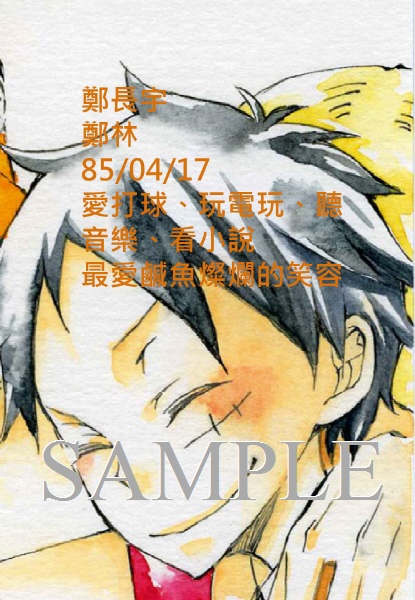 鄭長宇
鄭林
85/04/17
愛打球、玩電玩、聽
音樂、看小說
最愛鹹魚燦爛的笑容
SAMPLE